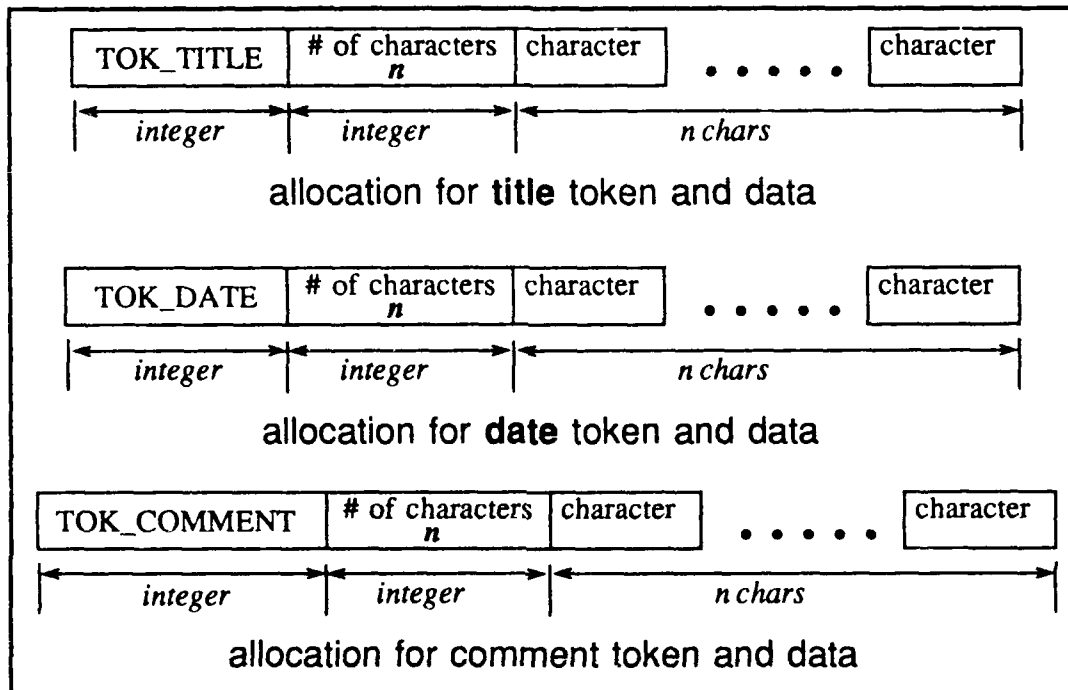 TOK_TITLE # of characters character character
n
integer integer n chars
allocation for title token and data
TOK_DATE # of characters character character
n
integer integer n chars
allocation for date token and data
TOK_COMMENT # of characters character character
n
integer integer n chars
allocation for comment token and data